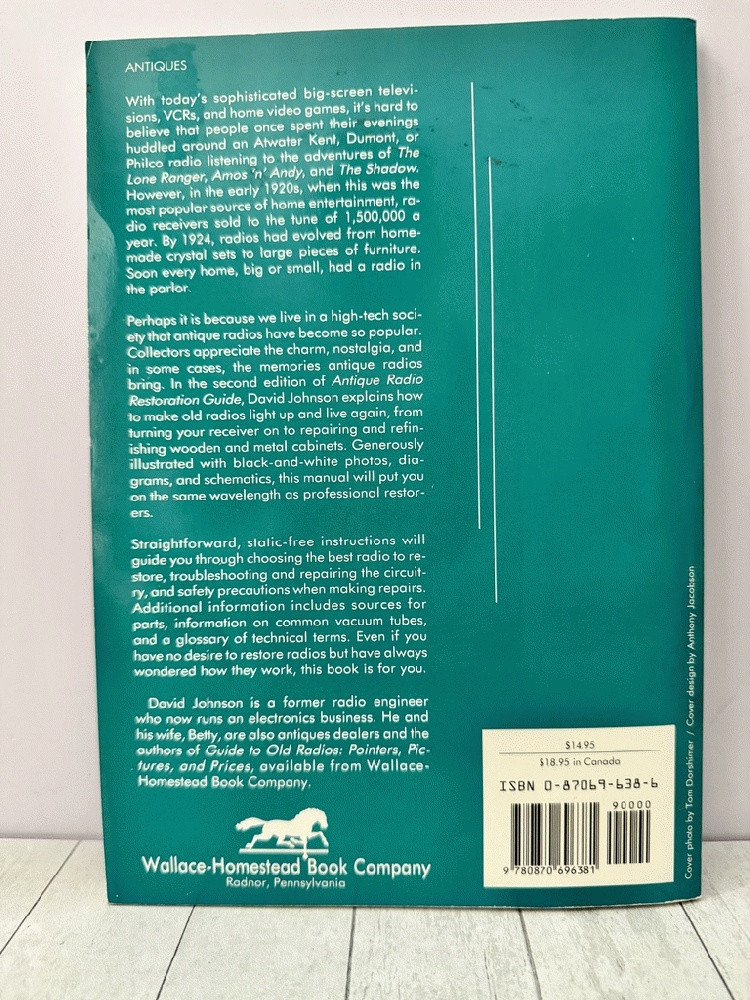 ANTIQUES
With today's sophisticated big-screen televi-
sions, VCRs, and home video games, it's hard to
believe that people once spent their evenings
huddled around an Atwater Kent, Dumont, or
Philco radio listening to the adventures of The
Lone Ranger, Amos 'n' Andy, and The Shadow.
However, in the early 1920s, when this was the
most popular source of home entertainment, ra-
dio receivers sold to the tune of 1,500,000 a
year. By 1924, radios had evolved from home-
made crystal sets to large pieces of furniture.
Soon every home, big or small, had a radio in
the parlor.
Perhaps it is because we live in a high-tech soci-
ety that antique radios have become so popular.
Collectors appreciate the charm, nostalgia, and
in some cases, the memories antique radios
bring. In the second edition of Antique Radio
Restoration Guide, David Johnson explains how
to make old radios light up and live again, from
turning your receiver on to repairing and refin-
ishing wooden and metal cabinets. Generously
illustrated with black-and-white photos, dia-
grams, and schematics, this manual will put you
on the same wavelength as professional restor-
ers.
Straightforward, static-free instructions will
guide you through choosing the best radio to re-
store, troubleshooting and repairing the circuit-
ry, and safety precautions when making repairs.
Additional information includes sources for
parts, information on common vacuum tubes,
and a glossary of technical terms. Even if you
have no desire to restore radios but have always
wondered how they work, this book is for you.
David Johnson is a former radio engineer
who now runs an electronics business. He and
his wife, Betty, are also antiques dealers and the
authors of Guide to Old Radios: Pointers, Pic-
tures, and Prices, available from Wallace-
Homestead Book Company.
Wallace-Homestead Book Company
Radnor, Pennsylvania
$14.95
$18.95 in Canada
ISBN 0-87069-638-6
90000
9 780870 696381
Cover photo by Tom Dorshimer / Cover design by Anthony Jacobson